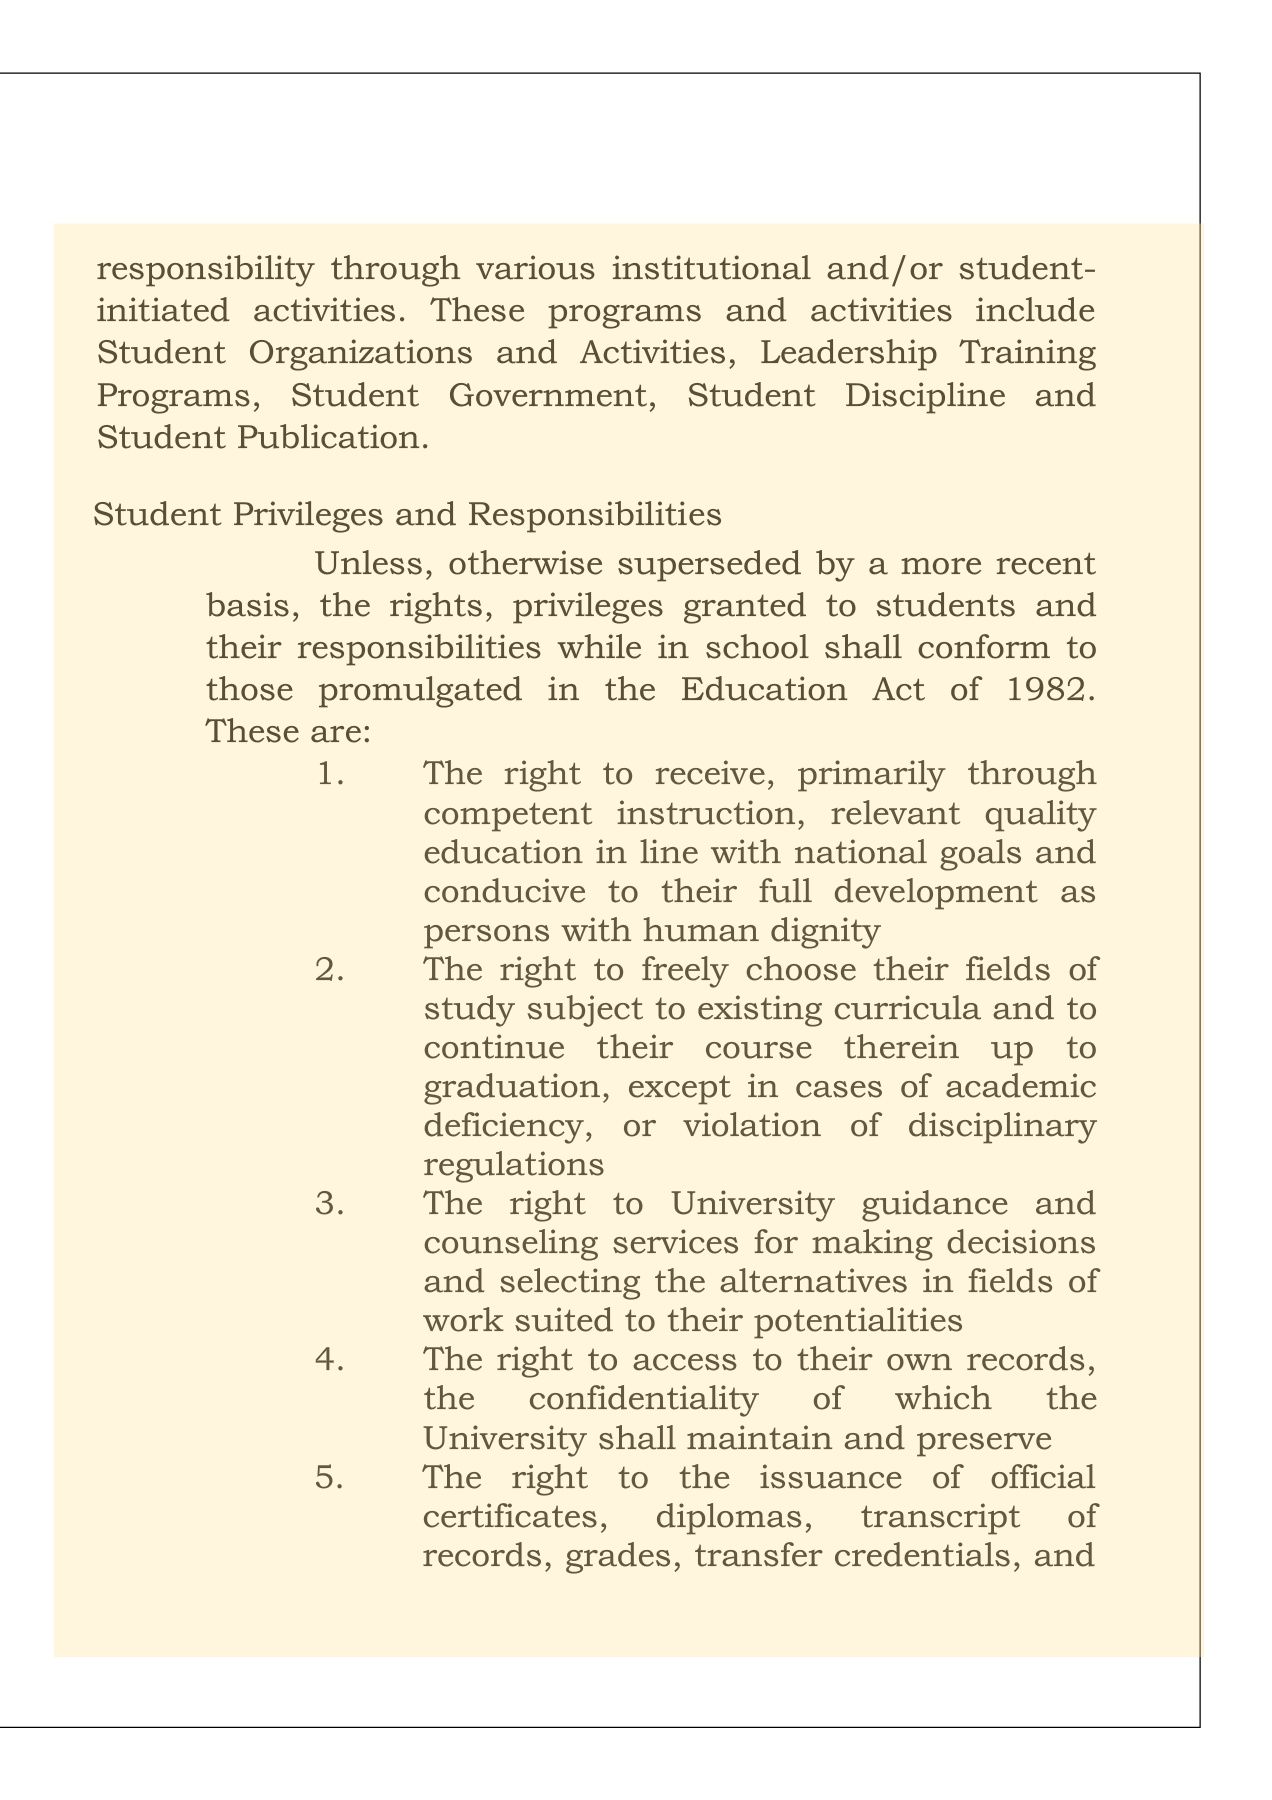 responsibility through various institutional and/or student-
initiated activities. These programs and activities include
Student Organizations and Activities, Leadership Training
Programs, Student Government, Student Discipline and
Student Publication.
Student Privileges and Responsibilities
Unless, otherwise superseded by a more recent
basis, the rights, privileges granted to students and
their responsibilities while in school shall conform to
those promulgated in the Education Act of 1982.
These are:
1. The right to receive, primarily through
competent instruction, relevant quality
education in line with national goals and
conducive to their full development as
persons with human dignity
2. The right to freely choose their fields of
study subject to existing curricula and to
continue their course therein up to
graduation, except in cases of academic
deficiency, or violation of disciplinary
regulations
3. The right to University guidance and
counseling services for making decisions
and selecting the alternatives in fields of
work suited to their potentialities
4. The right to access to their own records,
the confidentiality of which the
University shall maintain and preserve
5. The right to the issuance of official
certificates, diplomas, transcript of
records, grades, transfer credentials, and